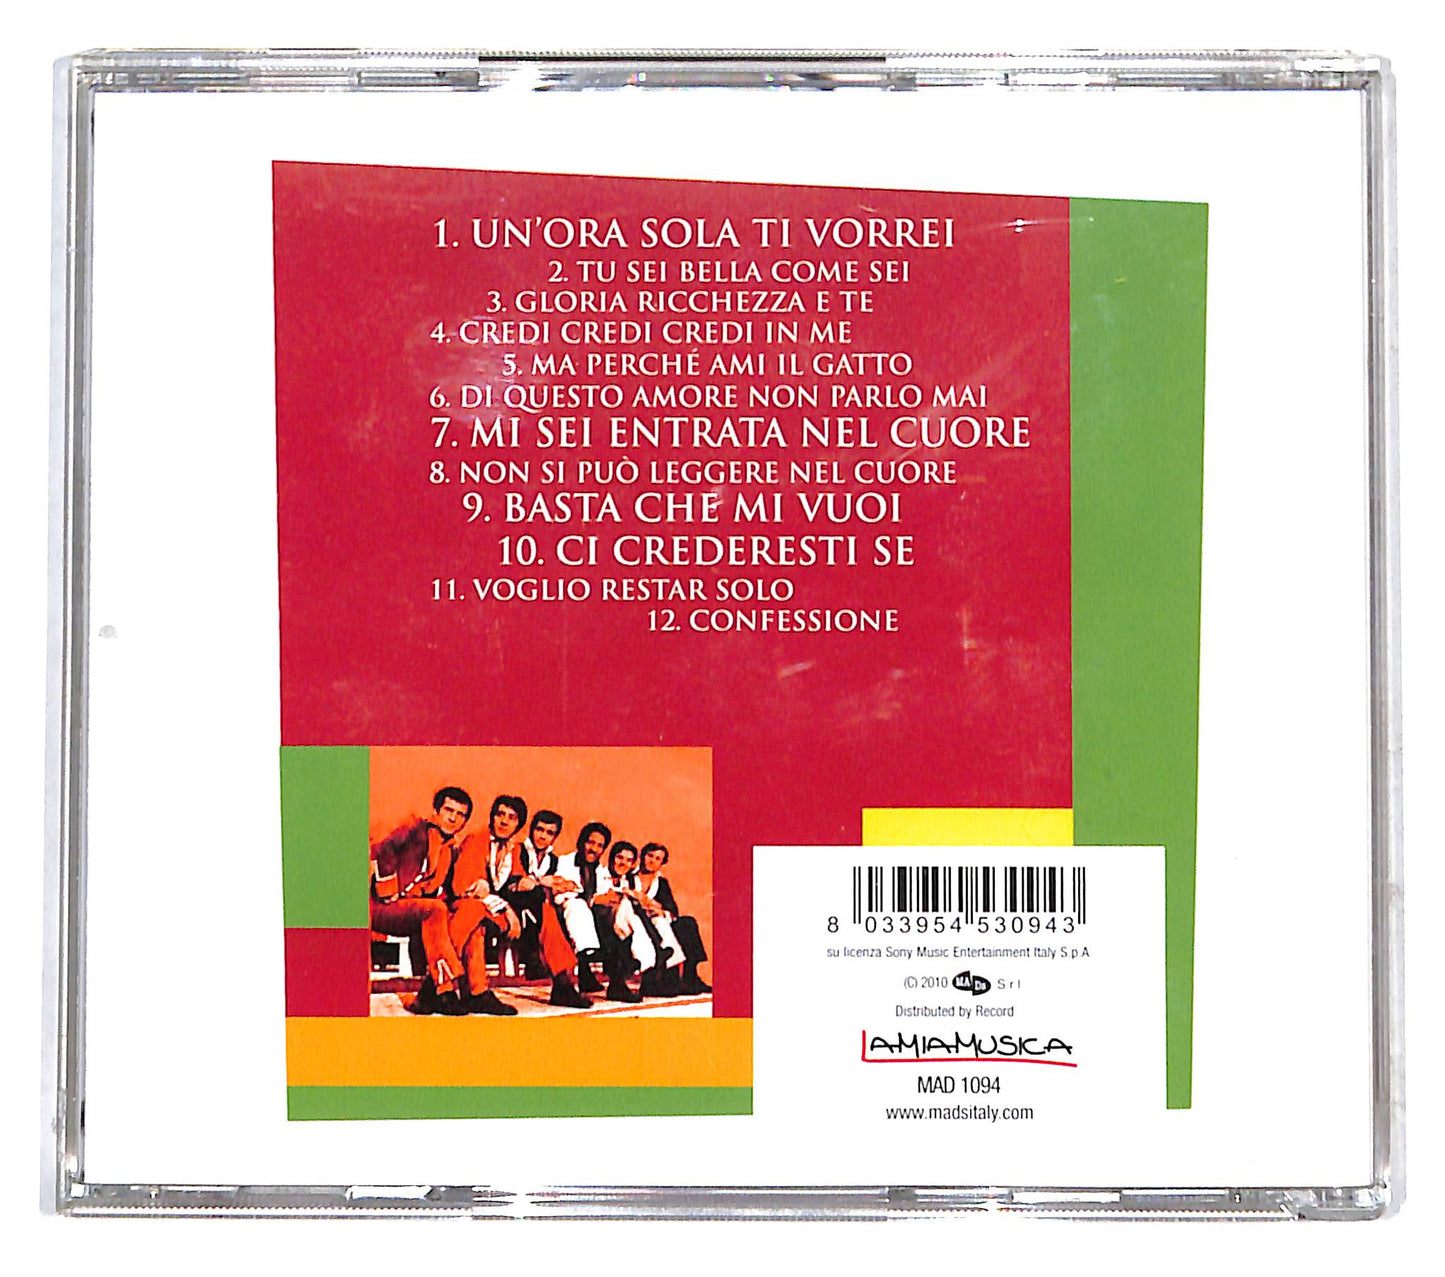 1. UN'ORA SOLA TI VORREI
2. TU SEI BELLA COME SEI
3. GLORIA RICCHEZZA E TE
4. CREDI CREDI CREDI IN ME
5. MA PERCHÉ AMI IL GATTO
6. DI QUESTO AMORE NON PARLO MAI
7. MI SEI ENTRATA NEL CUORE
8. NON SI PUÒ LEGGERE NEL CUORE
9. BASTA CHE MI VUOI
10. CI CREDERESTI SE
11. VOGLIO RESTAR SOLO
12. CONFESSIONE
8 033954 530943
su licenza Sony Music Entertainment Italy S.p.A
(C) 2010 MA Ds S r l
Distributed by Record
LAMIAMUSICA
MAD 1094
www.madsitaly.com